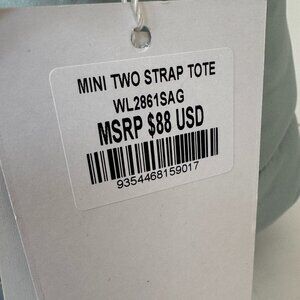 MINI TWO STRAP TOTE
WL2861SAG
MSRP $88 USD
9354468159017